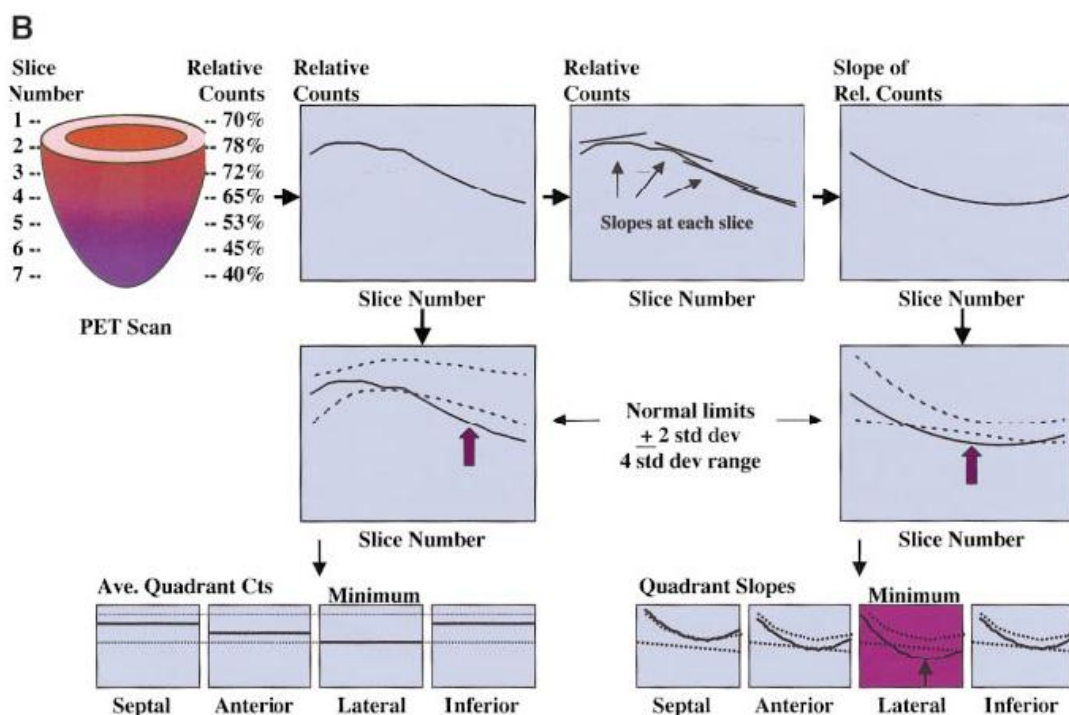 B
Slice Number
Relative Counts
1 -- -- 70%
2 -- -- 78%
3 -- -- 72%
4 -- -- 65%
5 -- -- 53%
6 -- -- 45%
7 -- -- 40%
PET Scan
Relative Counts
Slice Number
Relative Counts
Slopes at each slice
Slice Number
Slope of Rel. Counts
Slice Number
Slice Number
Normal limits
± 2 std dev
4 std dev range
Slice Number
Ave. Quadrant Cts
Minimum
Septal Anterior Lateral Inferior
Quadrant Slopes
Minimum
Septal Anterior Lateral Inferior